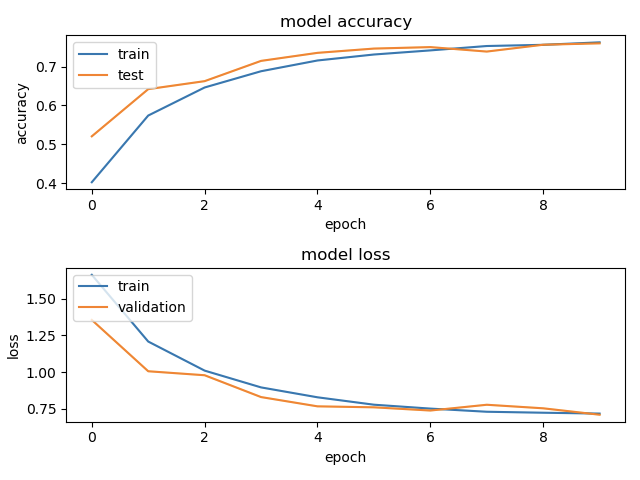 model accuracy
train
test
0.7
0.6
0.5
0.4
accuracy
0 2 4 6 8
epoch
model loss
train
validation
1.50
1.25
1.00
0.75
loss
0 2 4 6 8
epoch